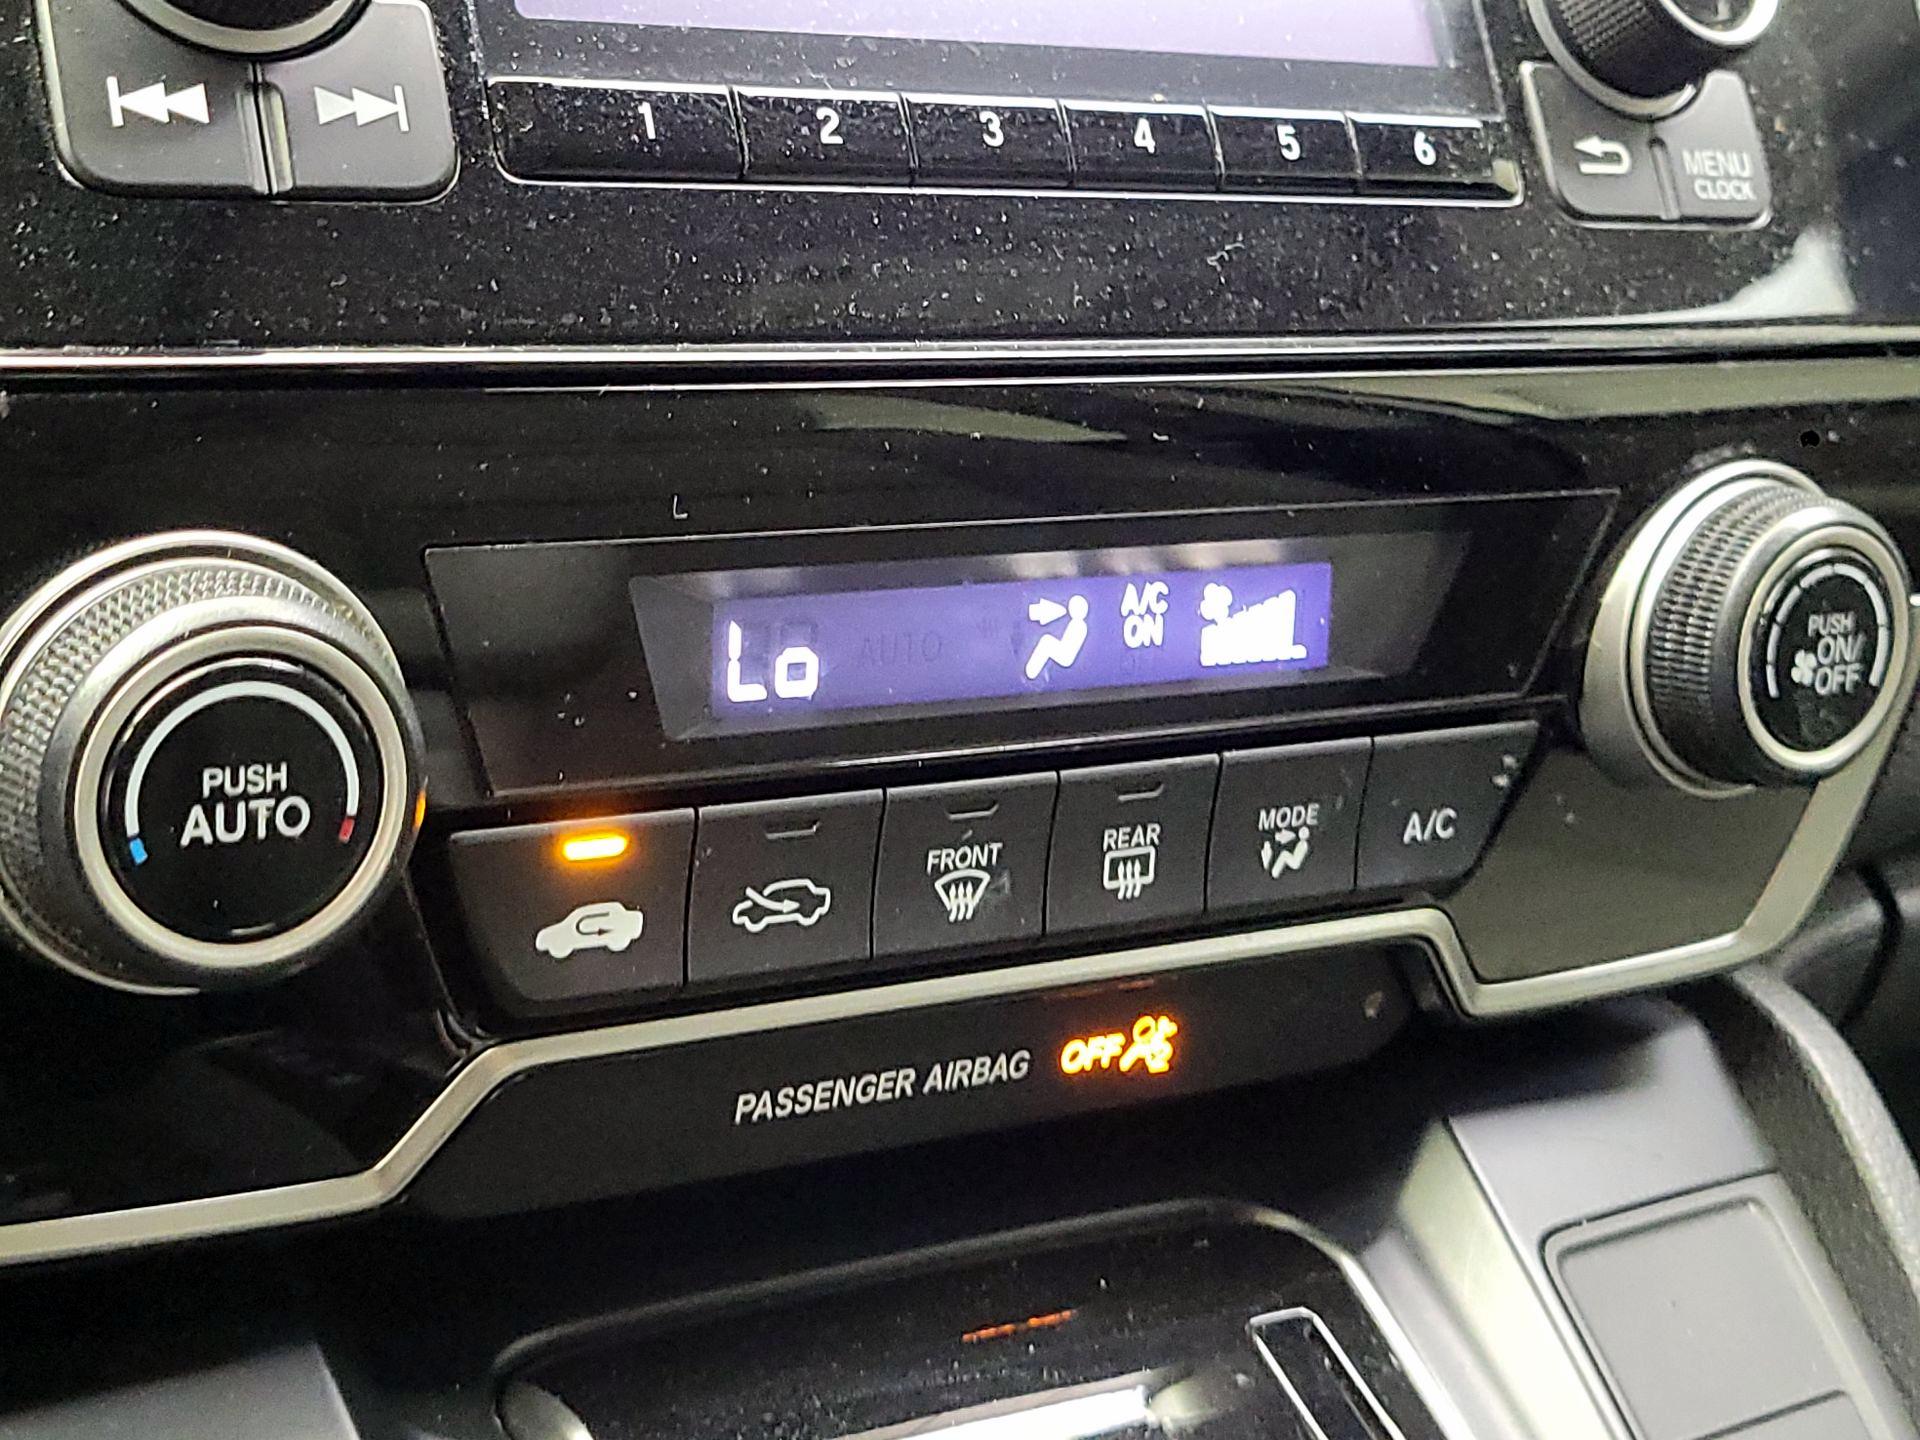 1 2 3 4 5 6
MENU
CLOCK
Lo
A/C
ON
PUSH
AUTO
PUSH
ON/
OFF
FRONT
REAR
MODE
A/C
PASSENGER AIRBAG OFF